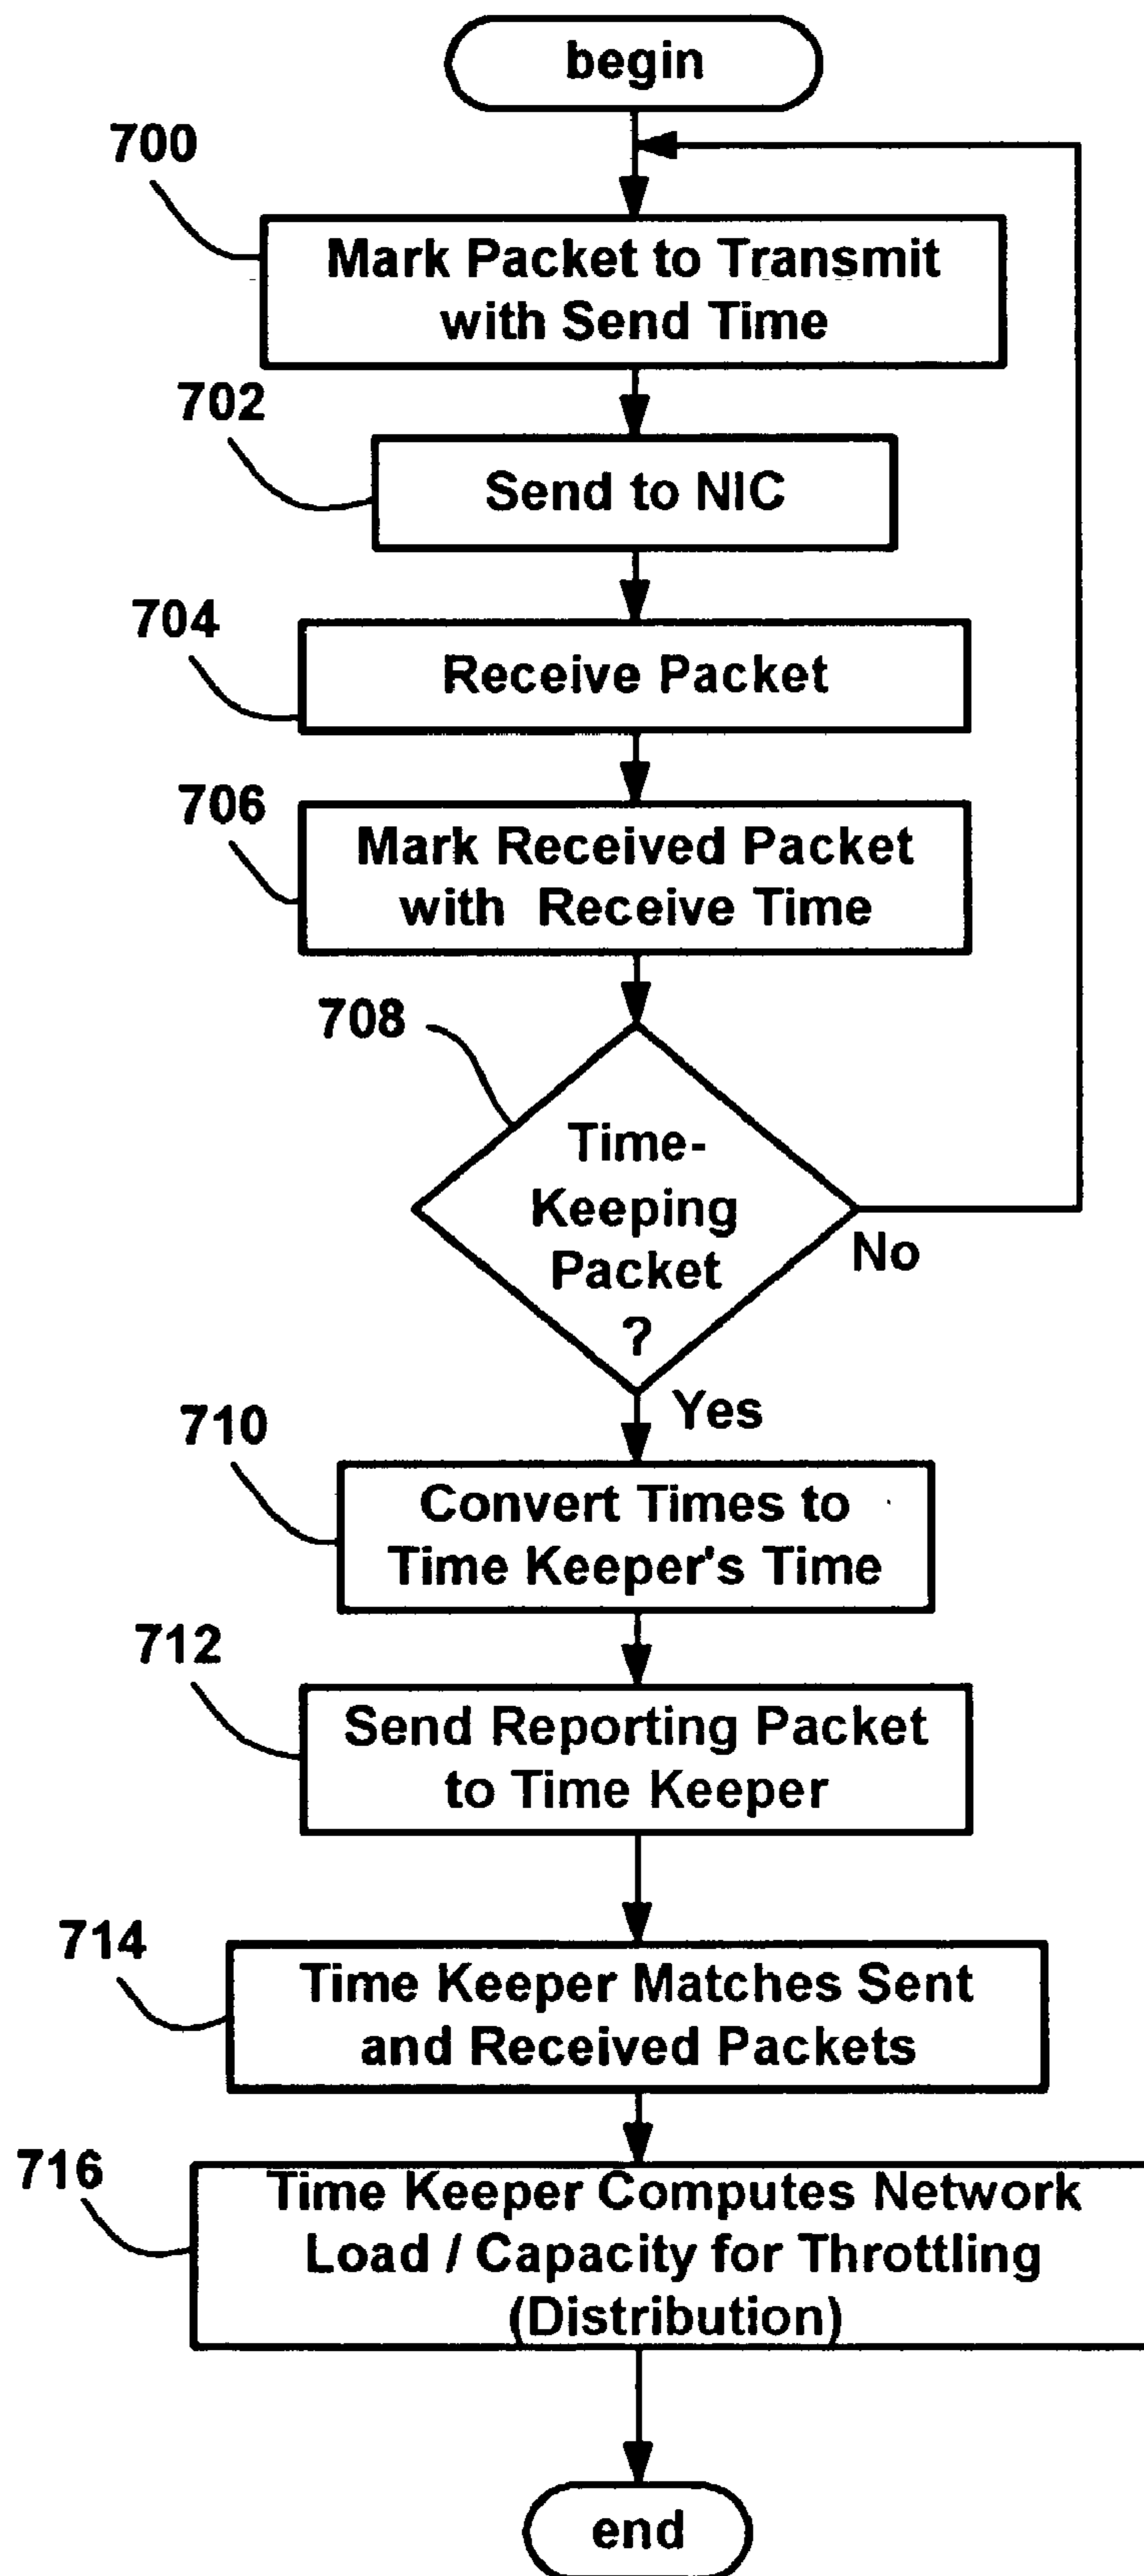 begin
700
Mark Packet to Transmit
with Send Time
702
Send to NIC
704
Receive Packet
706
Mark Received Packet
with Receive Time
708
Time-
Keeping
Packet
?
No
Yes
710
Convert Times to
Time Keeper's Time
712
Send Reporting Packet
to Time Keeper
714
Time Keeper Matches Sent
and Received Packets
716
Time Keeper Computes Network
Load / Capacity for Throttling
(Distribution)
end